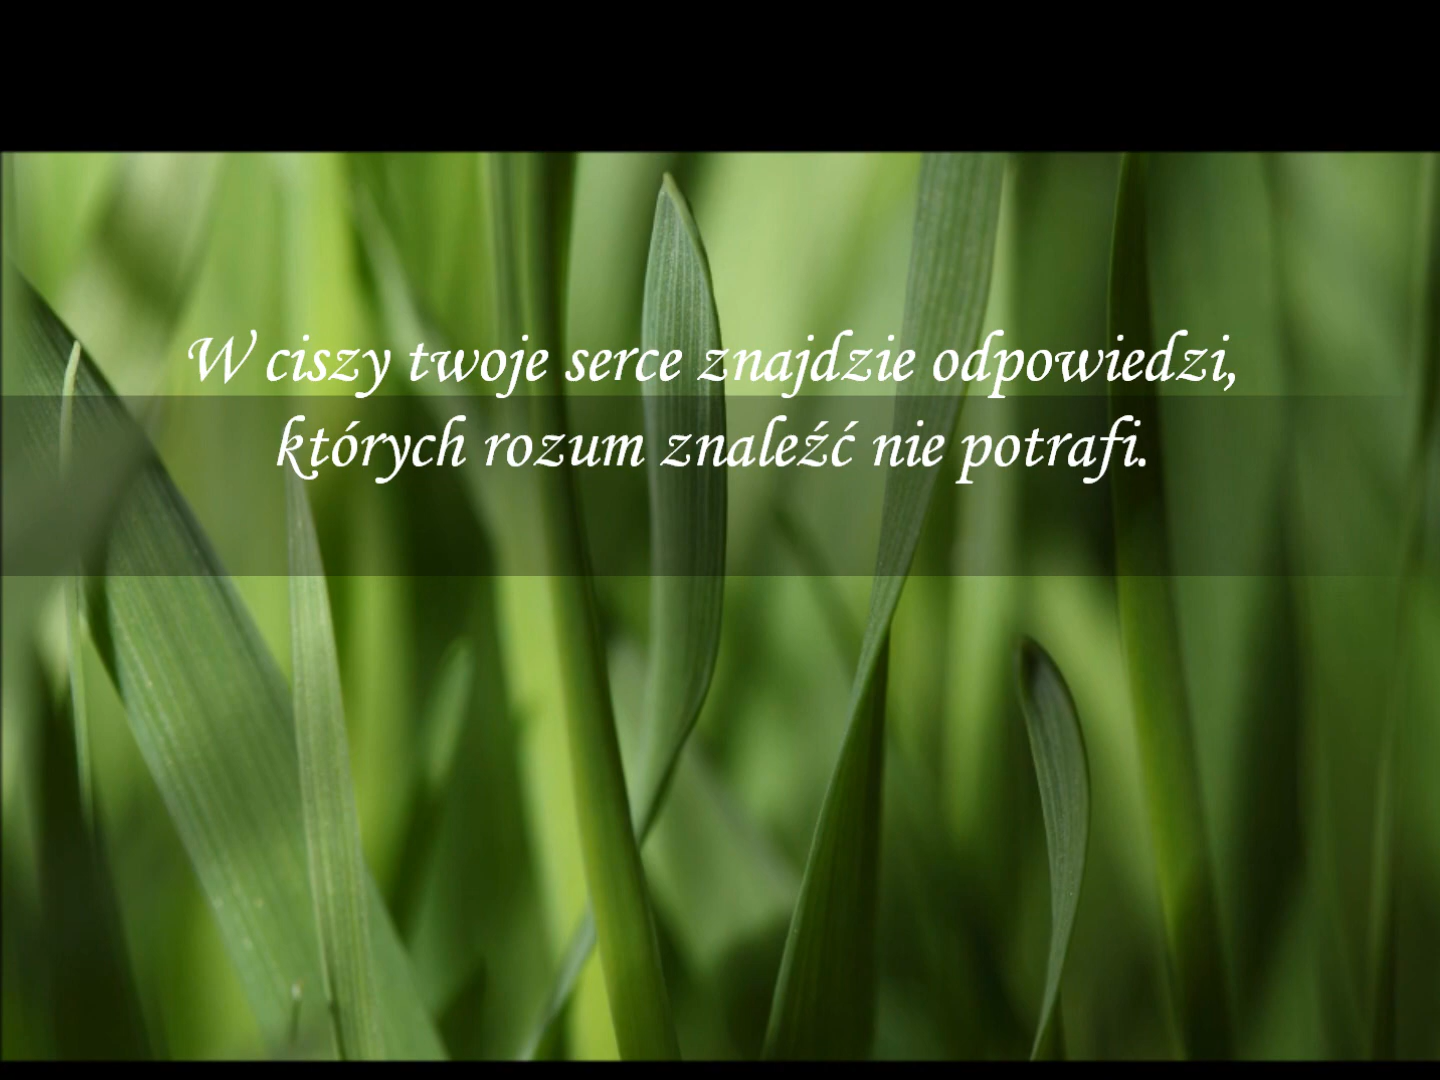 W ciszy twoje serce znajdzie odpowiedzi,
których rozum znaleźć nie potrafi.